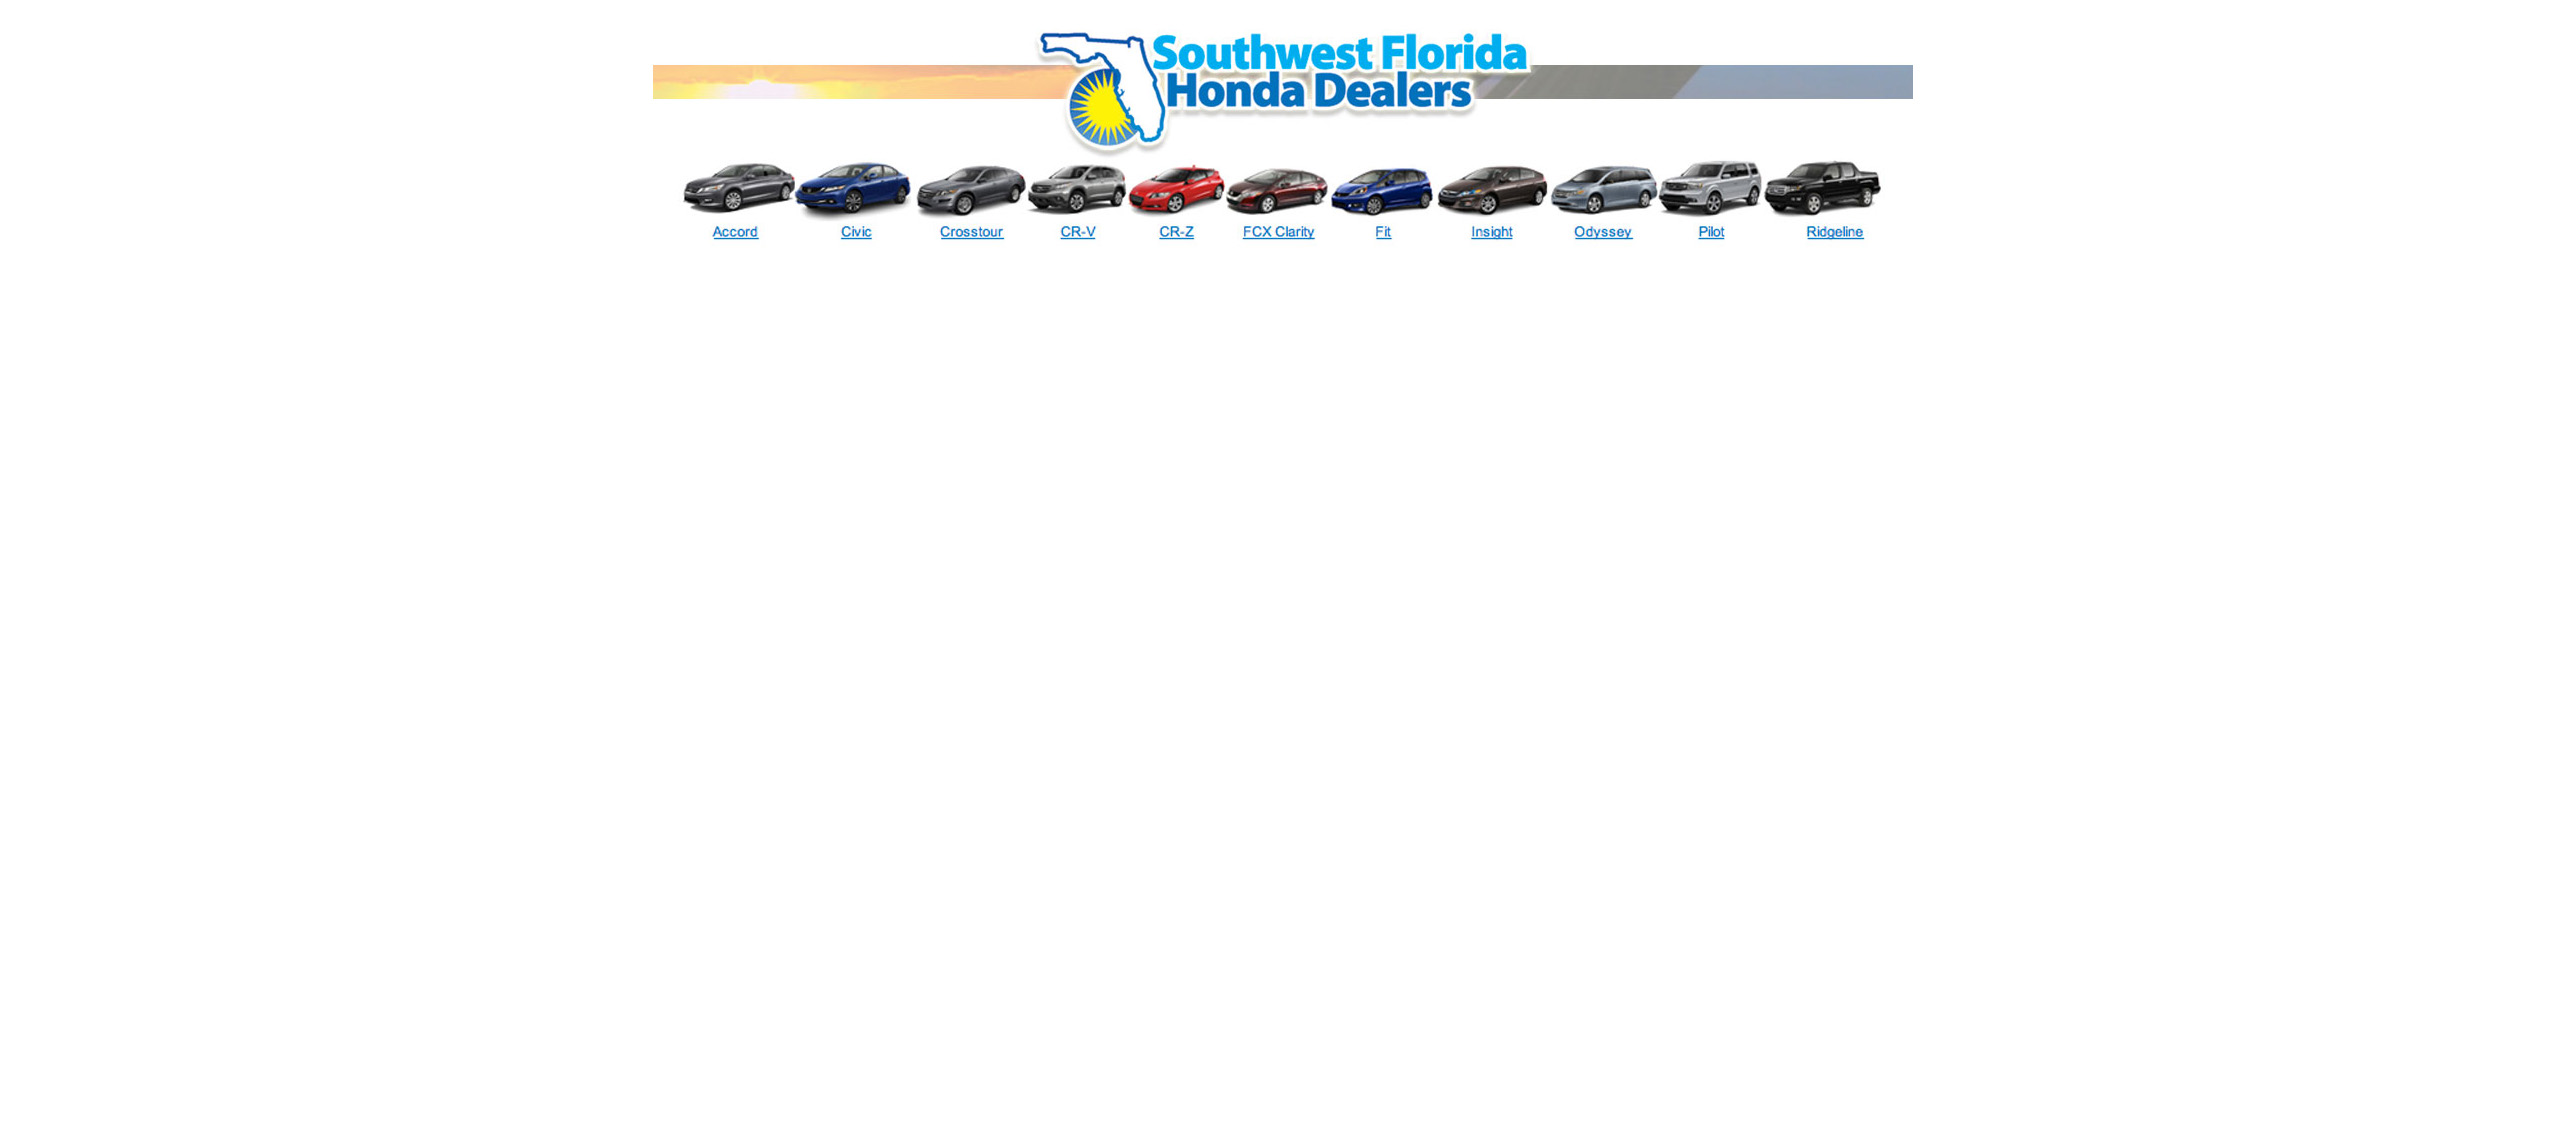 Southwest Florida
Honda Dealers
Accord Civic Crosstour CR-V CR-Z FCX Clarity Fit Insight Odyssey Pilot Ridgeline